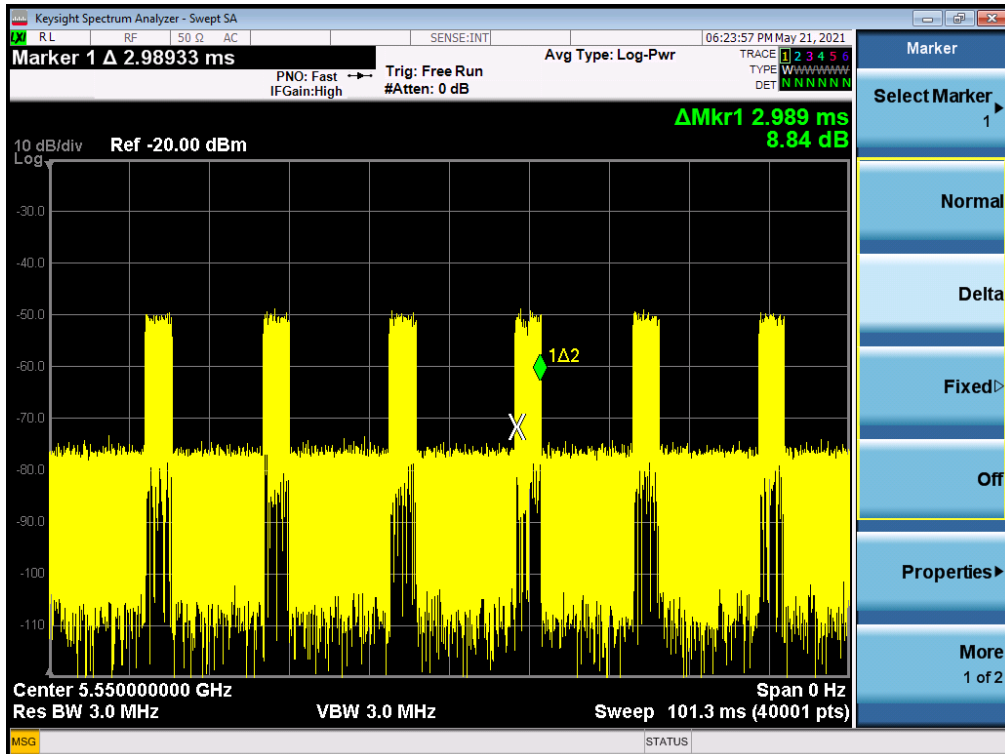 Keysight Spectrum Analyzer - Swept SA
LXI RL RF 50 Ω AC SENSE:INT 06:23:57 PM May 21, 2021
Marker 1 Δ 2.98933 ms
PNO: Fast
IFGain:High
Trig: Free Run
#Atten: 0 dB
Avg Type: Log-Pwr
TRACE 1 2 3 4 5 6
TYPE WWWWWW
DET N N N N N N
ΔMkr1 2.989 ms
8.84 dB
10 dB/div Ref -20.00 dBm
Log
-30.0
-40.0
-50.0
-60.0
-70.0
-80.0
-90.0
-100
-110
1Δ2
X
Center 5.550000000 GHz Span 0 Hz
Res BW 3.0 MHz VBW 3.0 MHz Sweep 101.3 ms (40001 pts)
MSG STATUS
Marker
Select Marker
1
Normal
Delta
Fixed
Off
Properties
More
1 of 2